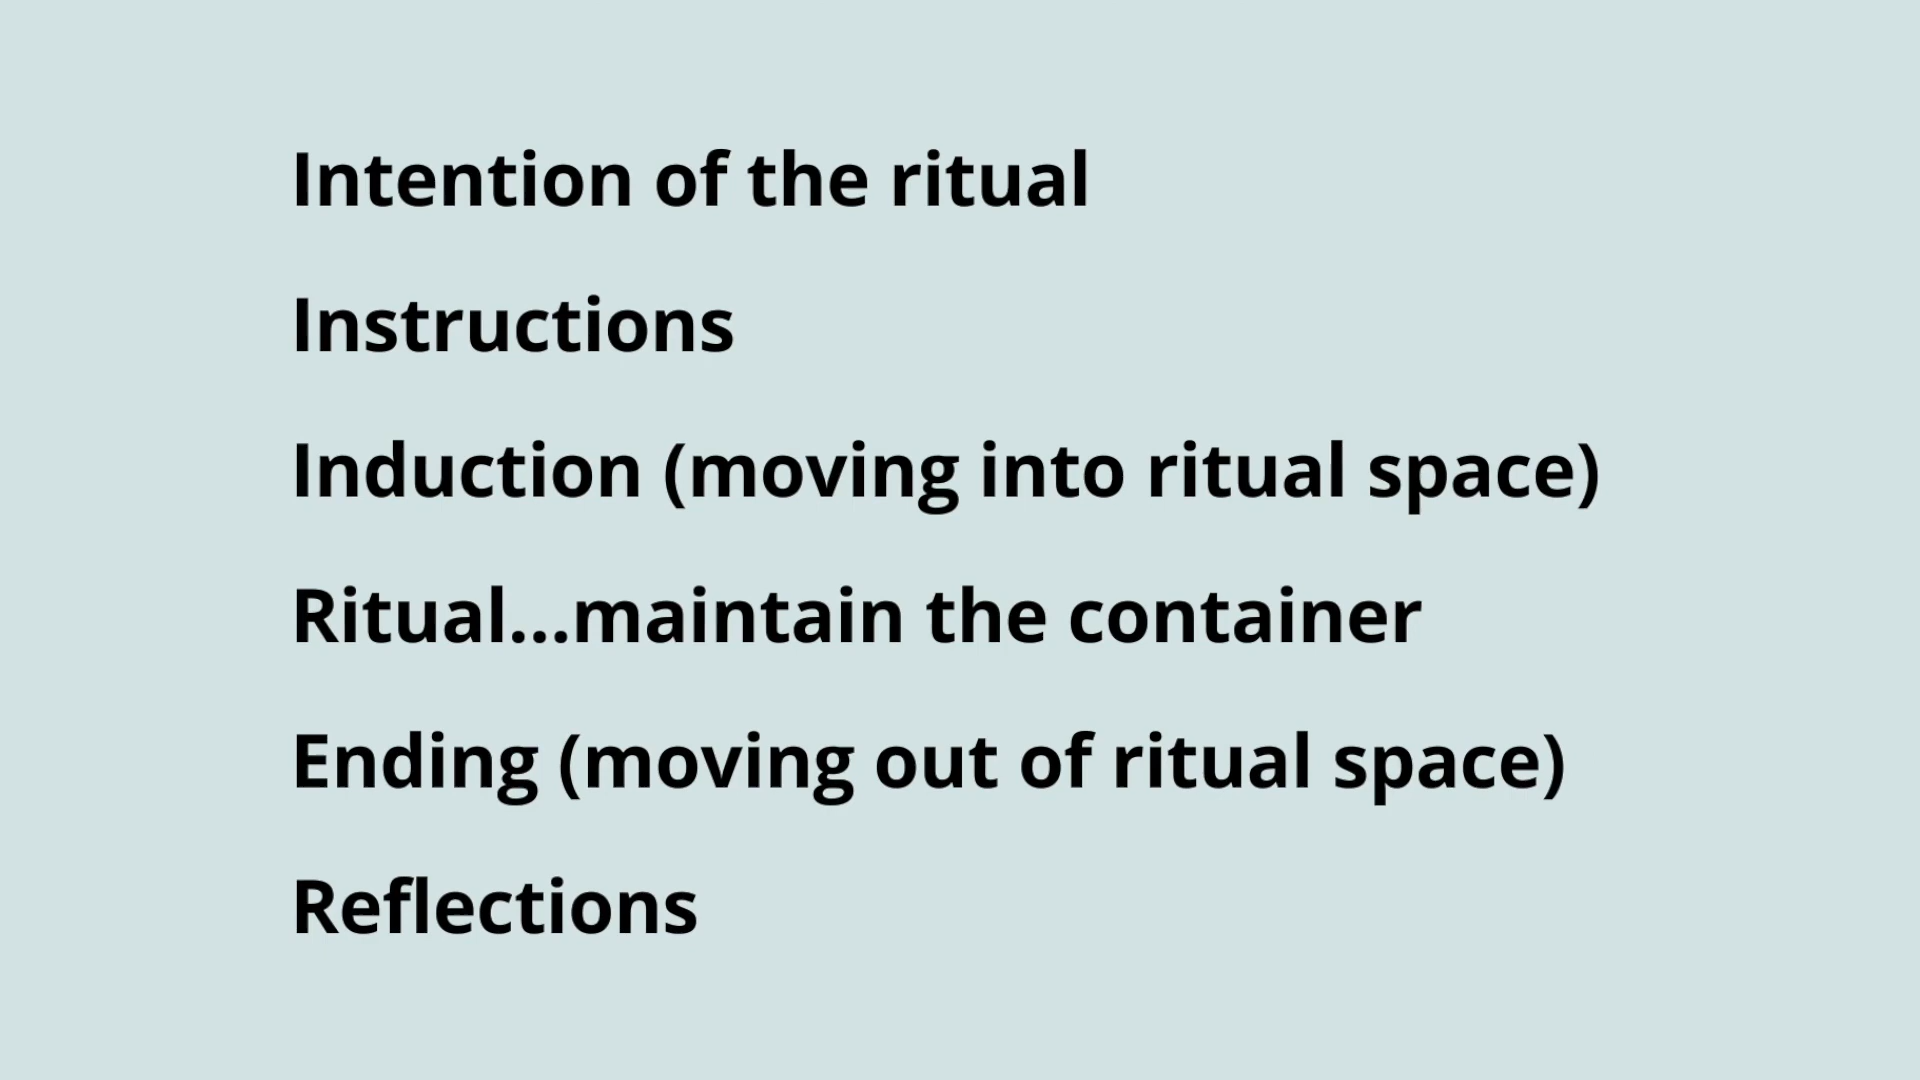 Intention of the ritual
Instructions
Induction (moving into ritual space)
Ritual...maintain the container
Ending (moving out of ritual space)
Reflections